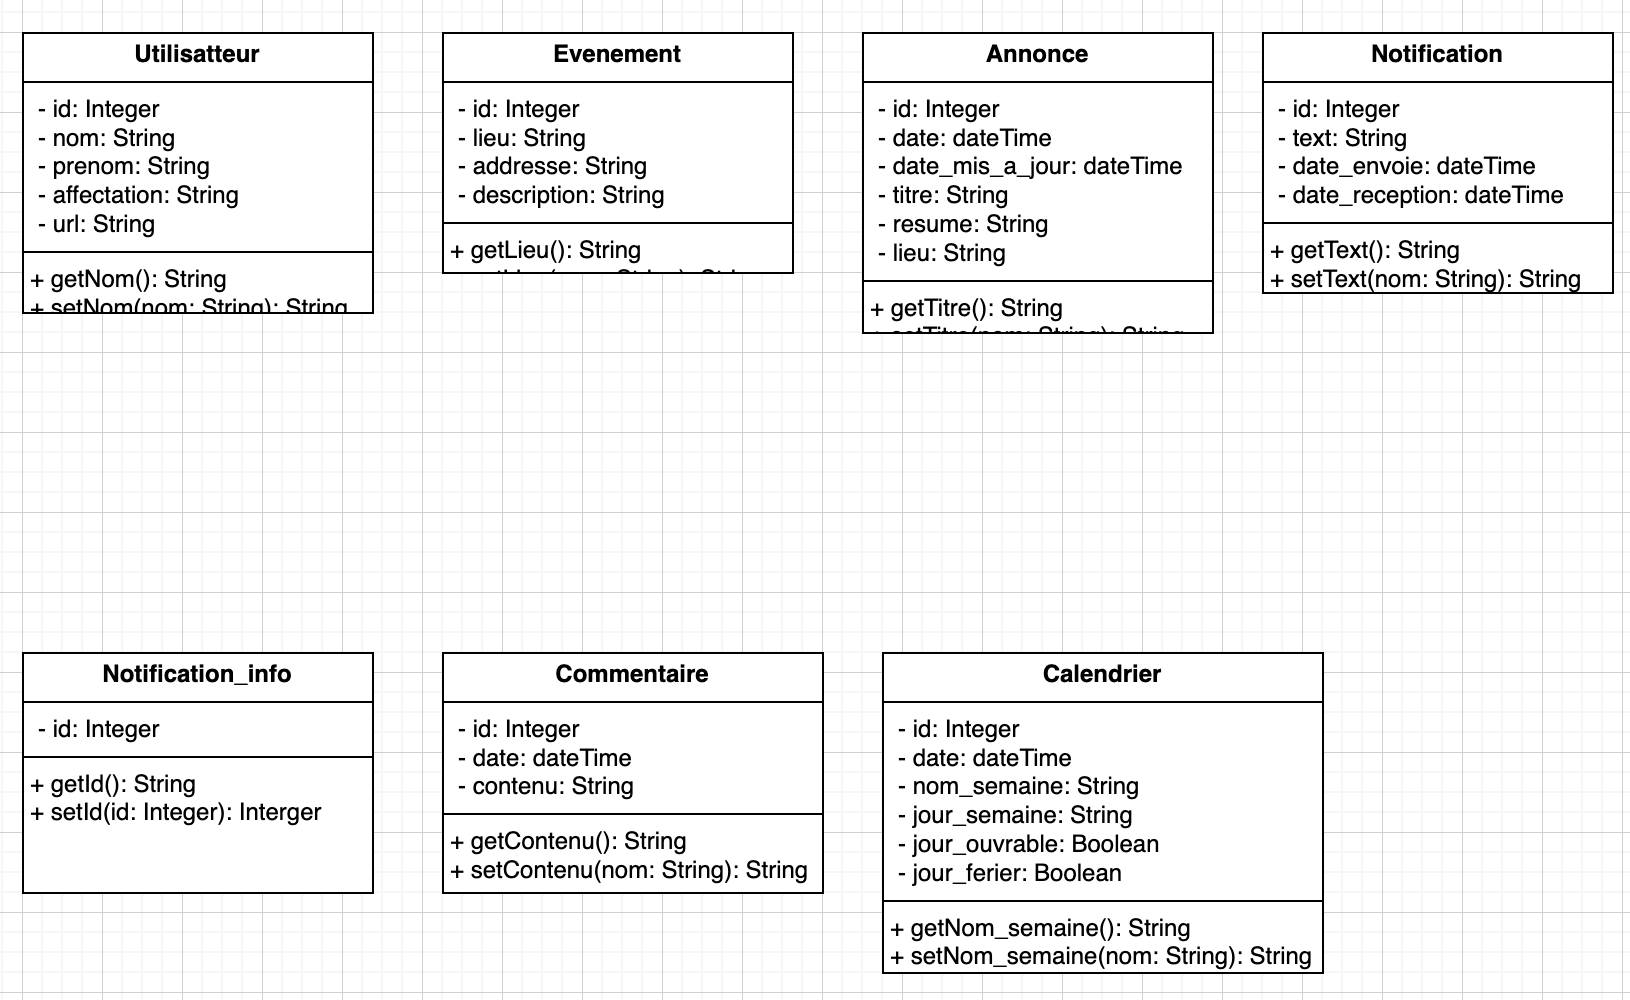 Utilisatteur
- id: Integer
- nom: String
- prenom: String
- affectation: String
- url: String
+ getNom(): String
+ setNom(nom: String): String
Evenement
- id: Integer
- lieu: String
- addresse: String
- description: String
+ getLieu(): String
Annonce
- id: Integer
- date: dateTime
- date_mis_a_jour: dateTime
- titre: String
- resume: String
- lieu: String
+ getTitre(): String
+ setTitre(nom: String): String
Notification
- id: Integer
- text: String
- date_envoie: dateTime
- date_reception: dateTime
+ getText(): String
+ setText(nom: String): String
Notification_info
- id: Integer
+ getId(): String
+ setId(id: Integer): Interger
Commentaire
- id: Integer
- date: dateTime
- contenu: String
+ getContenu(): String
+ setContenu(nom: String): String
Calendrier
- id: Integer
- date: dateTime
- nom_semaine: String
- jour_semaine: String
- jour_ouvrable: Boolean
- jour_ferier: Boolean
+ getNom_semaine(): String
+ setNom_semaine(nom: String): String